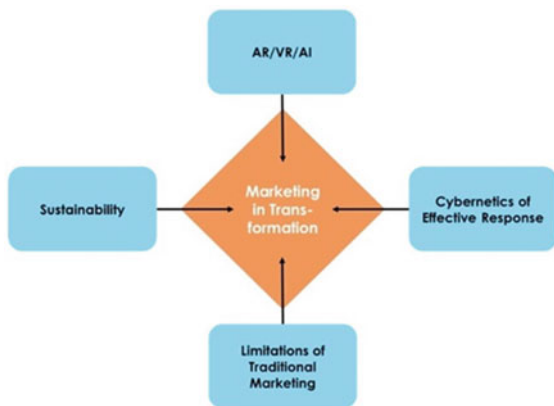 AR/VR/AI
Sustainability
Marketing
in Trans-
formation
Cybernetics of
Effective Response
Limitations of
Traditional
Marketing